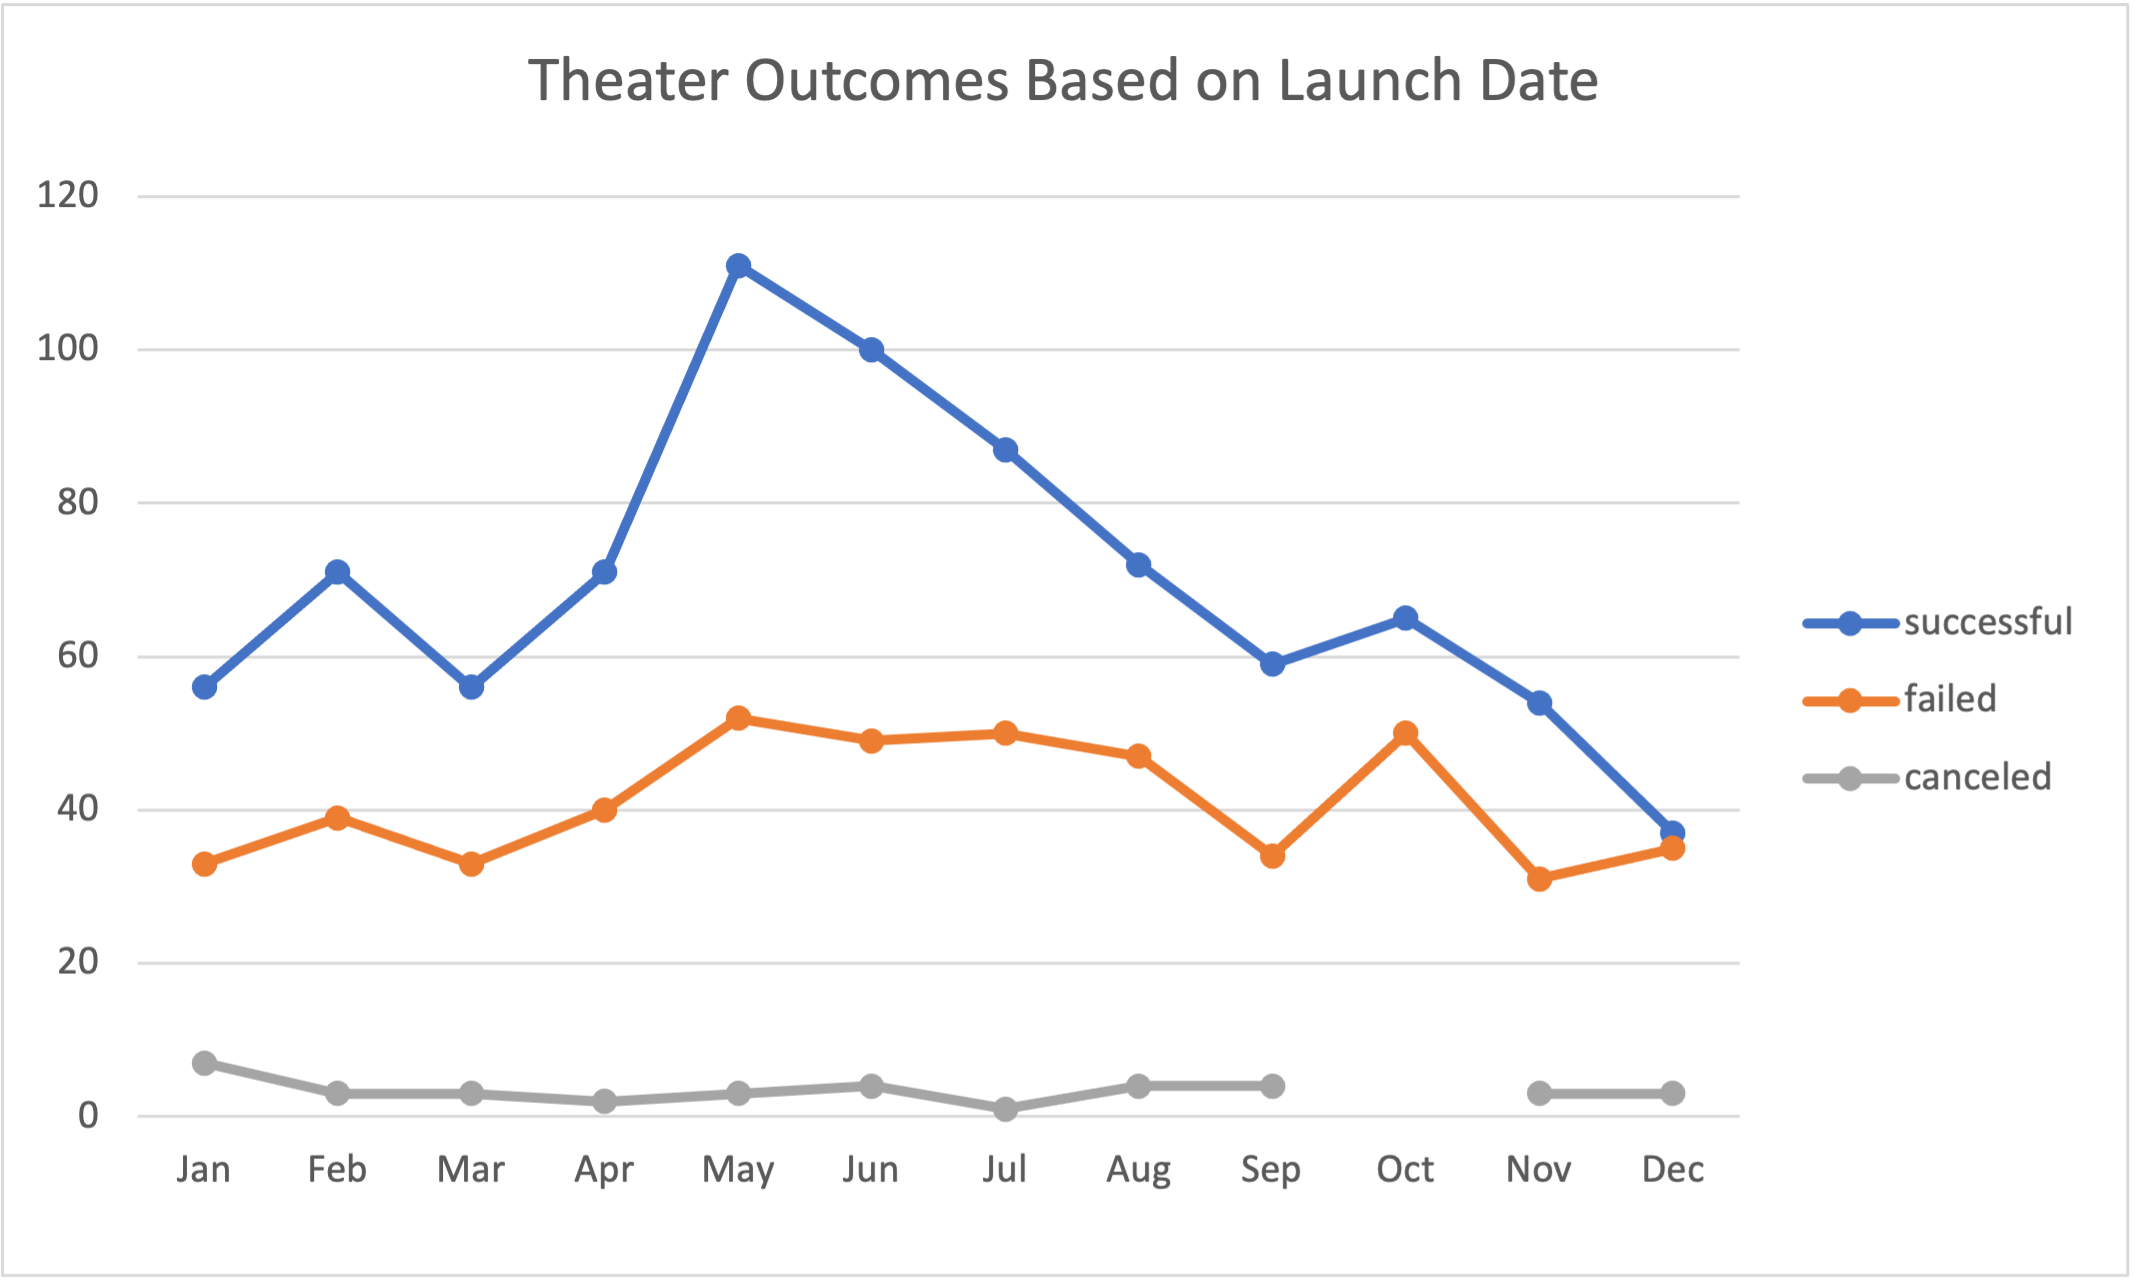 Theater Outcomes Based on Launch Date
120
100
80
60
40
20
0
Jan Feb Mar Apr May Jun Jul Aug Sep Oct Nov Dec
successful
failed
canceled